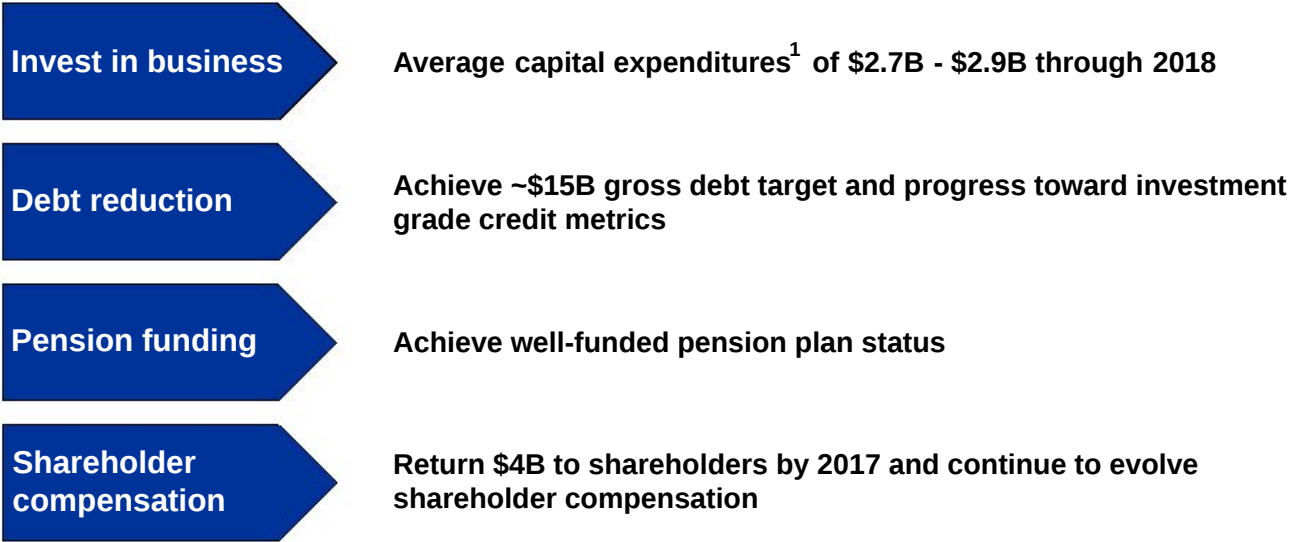 Invest in business
Average capital expenditures1 of $2.7B - $2.9B through 2018
Debt reduction
Achieve ~$15B gross debt target and progress toward investment
grade credit metrics
Pension funding
Achieve well-funded pension plan status
Shareholder
compensation
Return $4B to shareholders by 2017 and continue to evolve
shareholder compensation